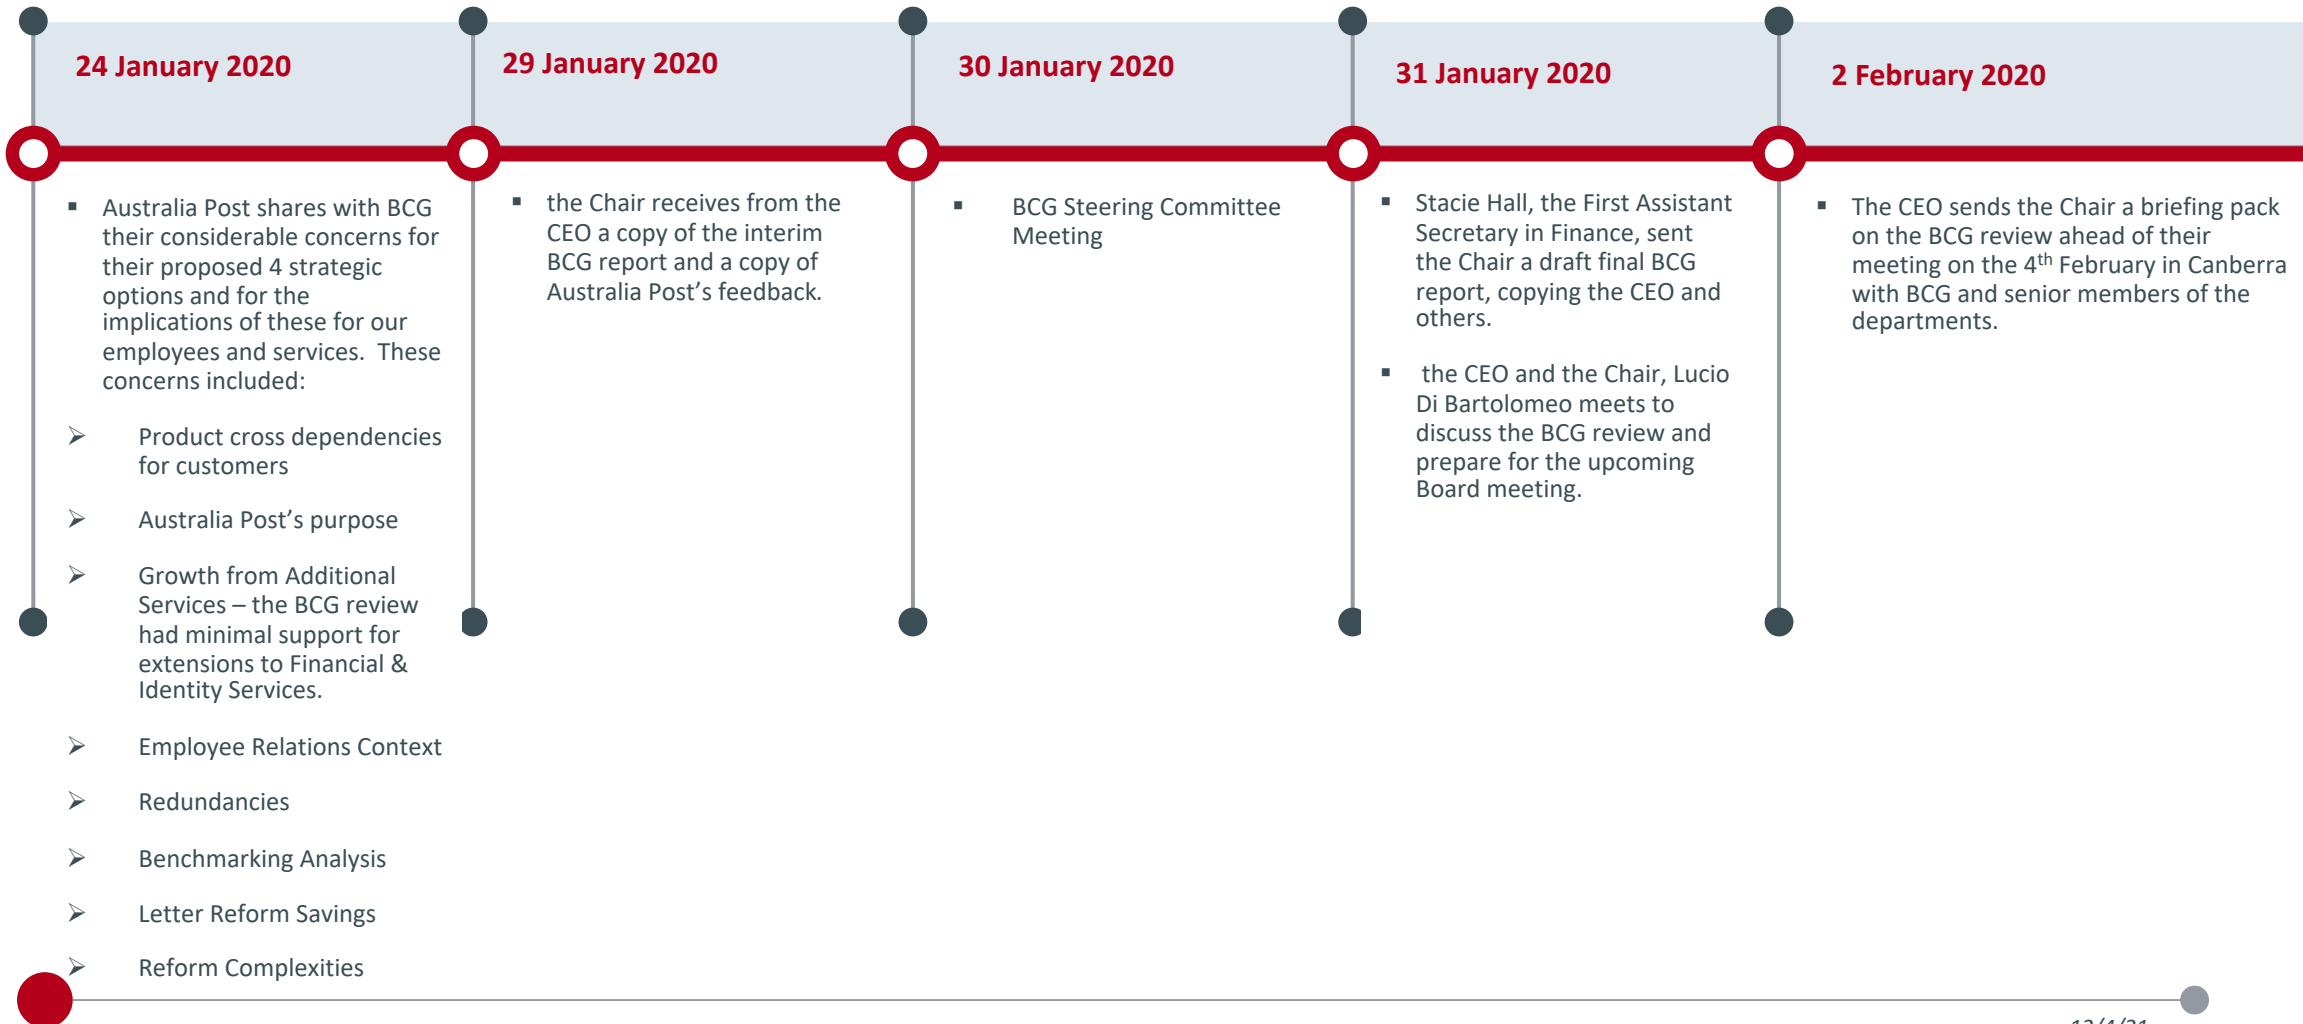 24 January 2020
▪ Australia Post shares with BCG
their considerable concerns for
their proposed 4 strategic
options and for the
implications of these for our
employees and services.  These
concerns included:
➢ Product cross dependencies
for customers
➢ Australia Post’s purpose
➢ Growth from Additional
Services – the BCG review
had minimal support for
extensions to Financial &
Identity Services.
➢ Employee Relations Context
➢ Redundancies
➢ Benchmarking Analysis
➢ Letter Reform Savings
➢ Reform Complexities
29 January 2020
▪ the Chair receives from the
CEO a copy of the interim
BCG report and a copy of
Australia Post’s feedback.
30 January 2020
▪ BCG Steering Committee
Meeting
31 January 2020
▪ Stacie Hall, the First Assistant
Secretary in Finance, sent
the Chair a draft final BCG
report, copying the CEO and
others.
▪ the CEO and the Chair, Lucio
Di Bartolomeo meets to
discuss the BCG review and
prepare for the upcoming
Board meeting.
2 February 2020
▪ The CEO sends the Chair a briefing pack
on the BCG review ahead of their
meeting on the 4th February in Canberra
with BCG and senior members of the
departments.